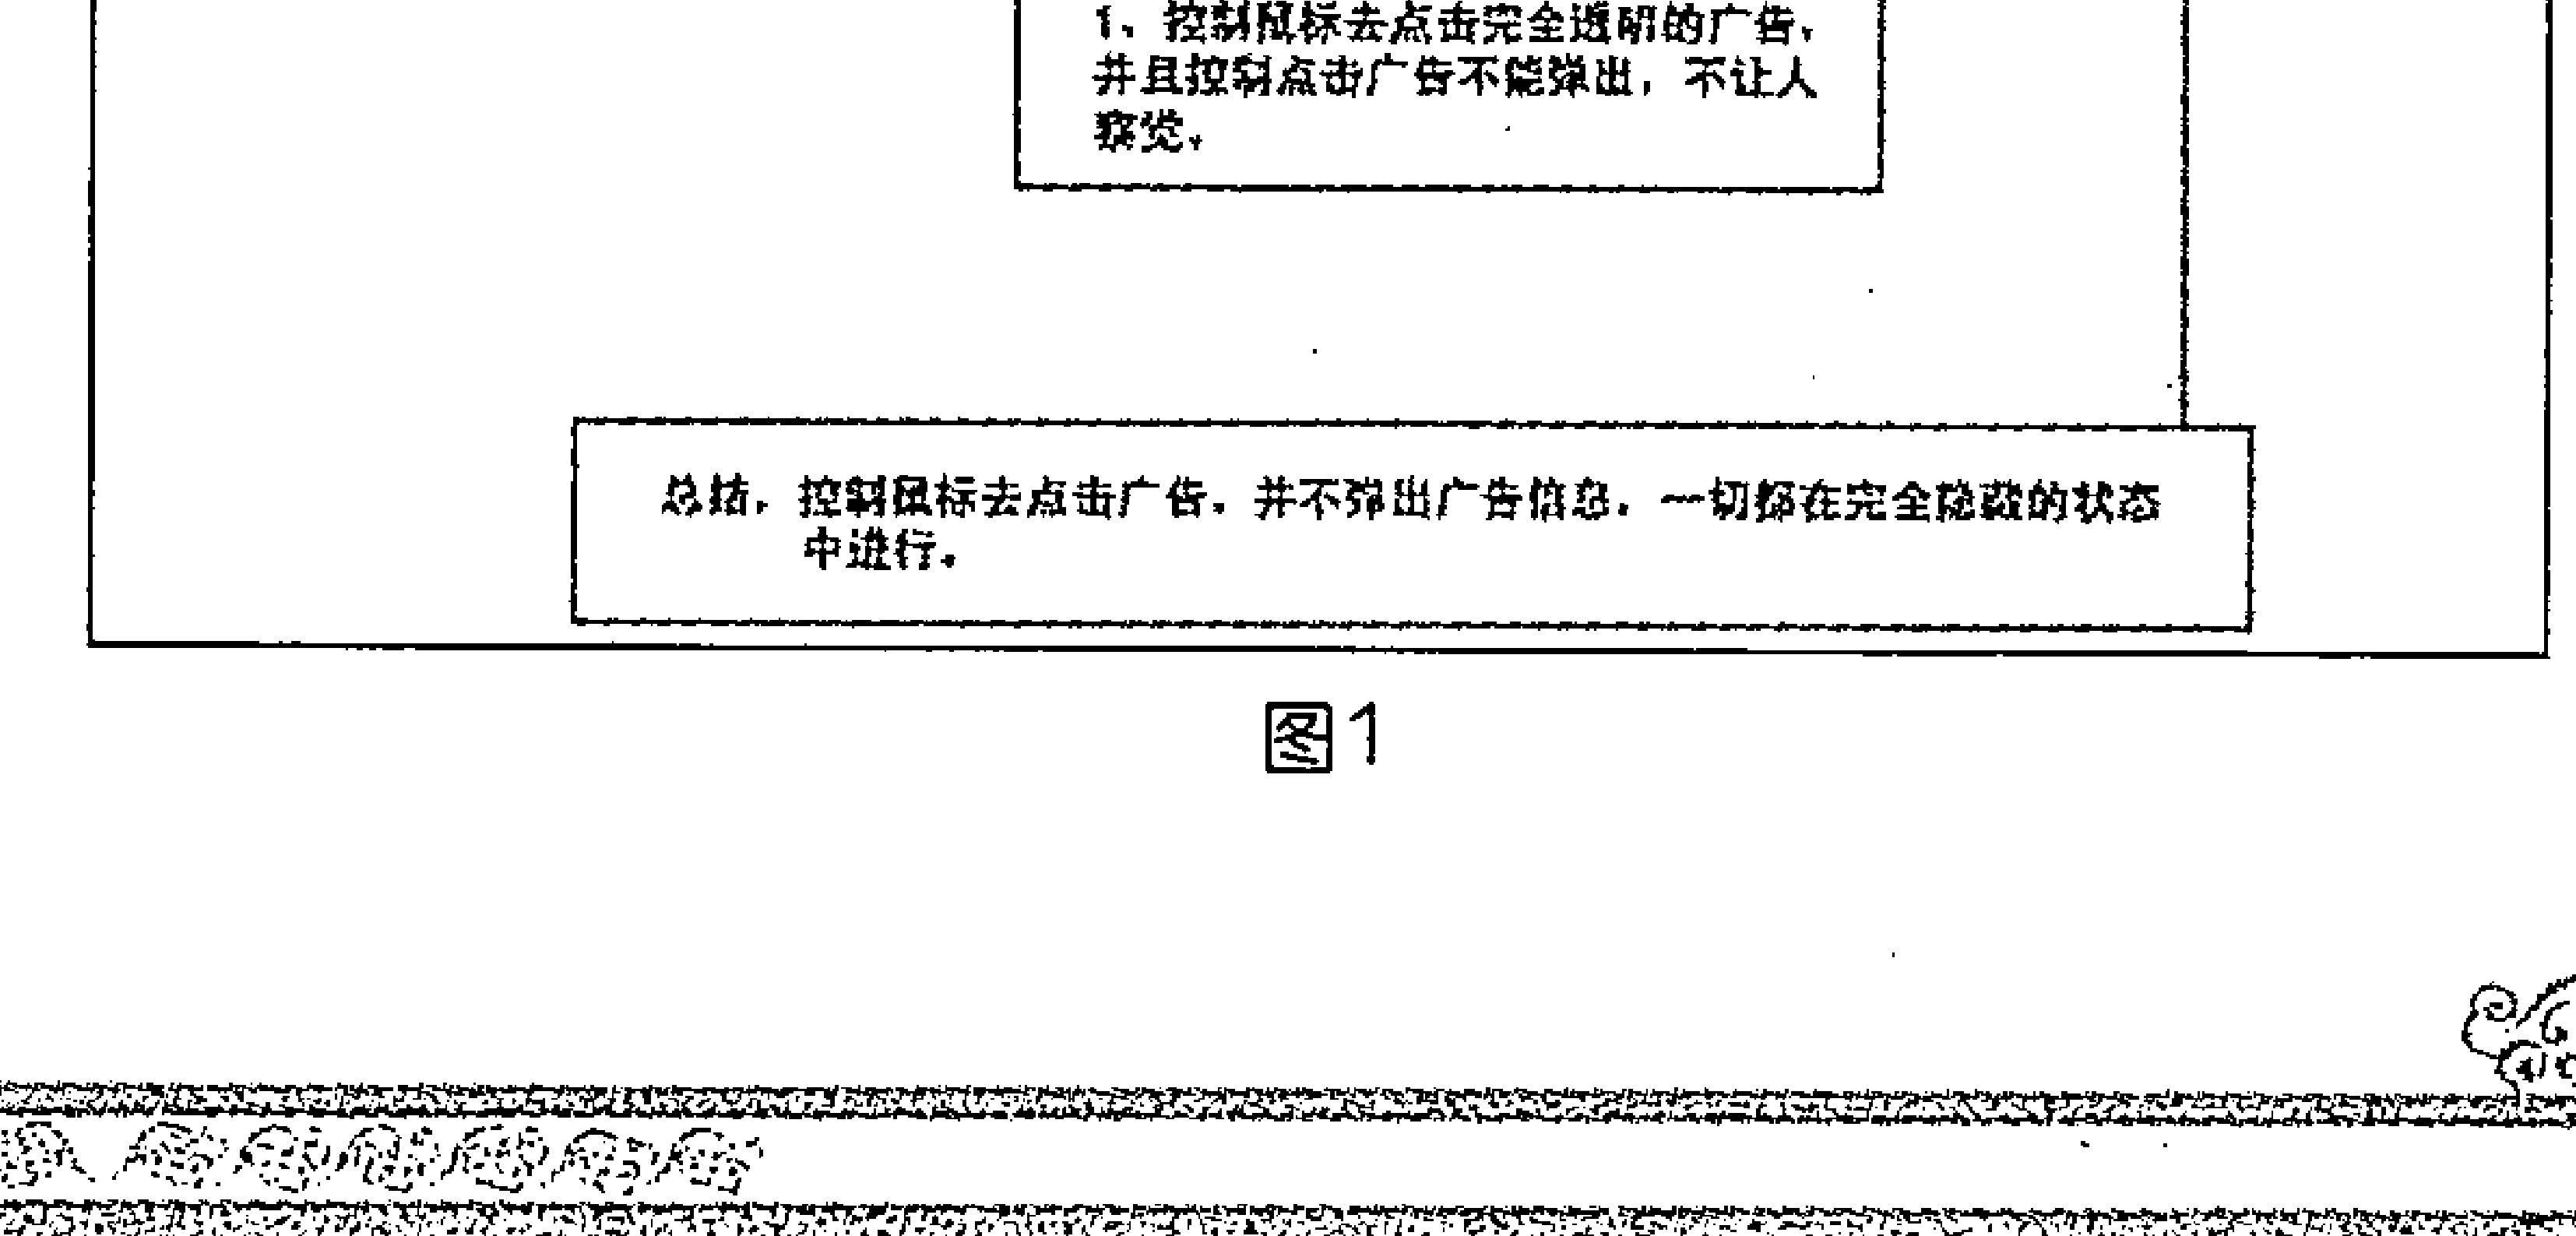 1、控制鼠标去点击完全透明的广告，
并且控制点击广告不能弹出，不让人
察觉。
总结，控制鼠标去点击广告，并不弹出广告信息，一切都在完全隐藏的状态
中进行。
图1